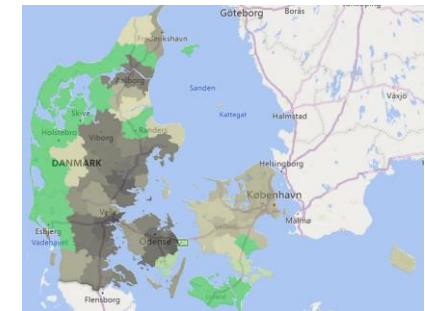 Göteborg
Borås
Frederikshavn
Aalborg
Sanden
Växjö
Kattegat
Skive
Halmstad
Holstebro
Randers
Viborg
DANMARK
Helsingborg
København
Esbjerg
Vadehavet
Odense
Malmö
Flensborg